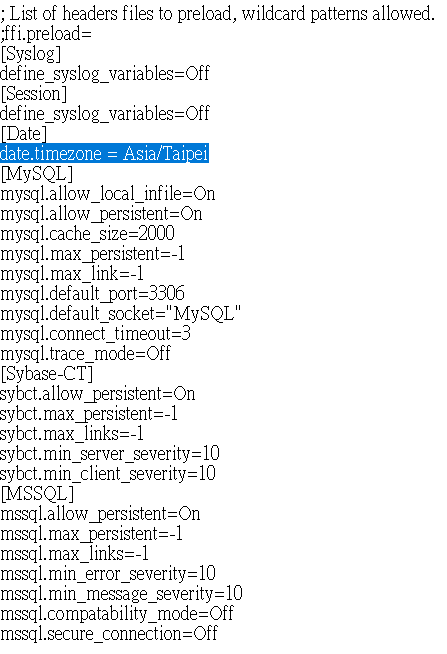 ; List of headers files to preload, wildcard patterns allowed.
;ffi.preload=
[Syslog]
define_syslog_variables=Off
[Session]
define_syslog_variables=Off
[Date]
date.timezone = Asia/Taipei
[MySQL]
mysql.allow_local_infile=On
mysql.allow_persistent=On
mysql.cache_size=2000
mysql.max_persistent=-1
mysql.max_link=-1
mysql.default_port=3306
mysql.default_socket="MySQL"
mysql.connect_timeout=3
mysql.trace_mode=Off
[Sybase-CT]
sybct.allow_persistent=On
sybct.max_persistent=-1
sybct.max_links=-1
sybct.min_server_severity=10
sybct.min_client_severity=10
[MSSQL]
mssql.allow_persistent=On
mssql.max_persistent=-1
mssql.max_links=-1
mssql.min_error_severity=10
mssql.min_message_severity=10
mssql.compatability_mode=Off
mssql.secure_connection=Off